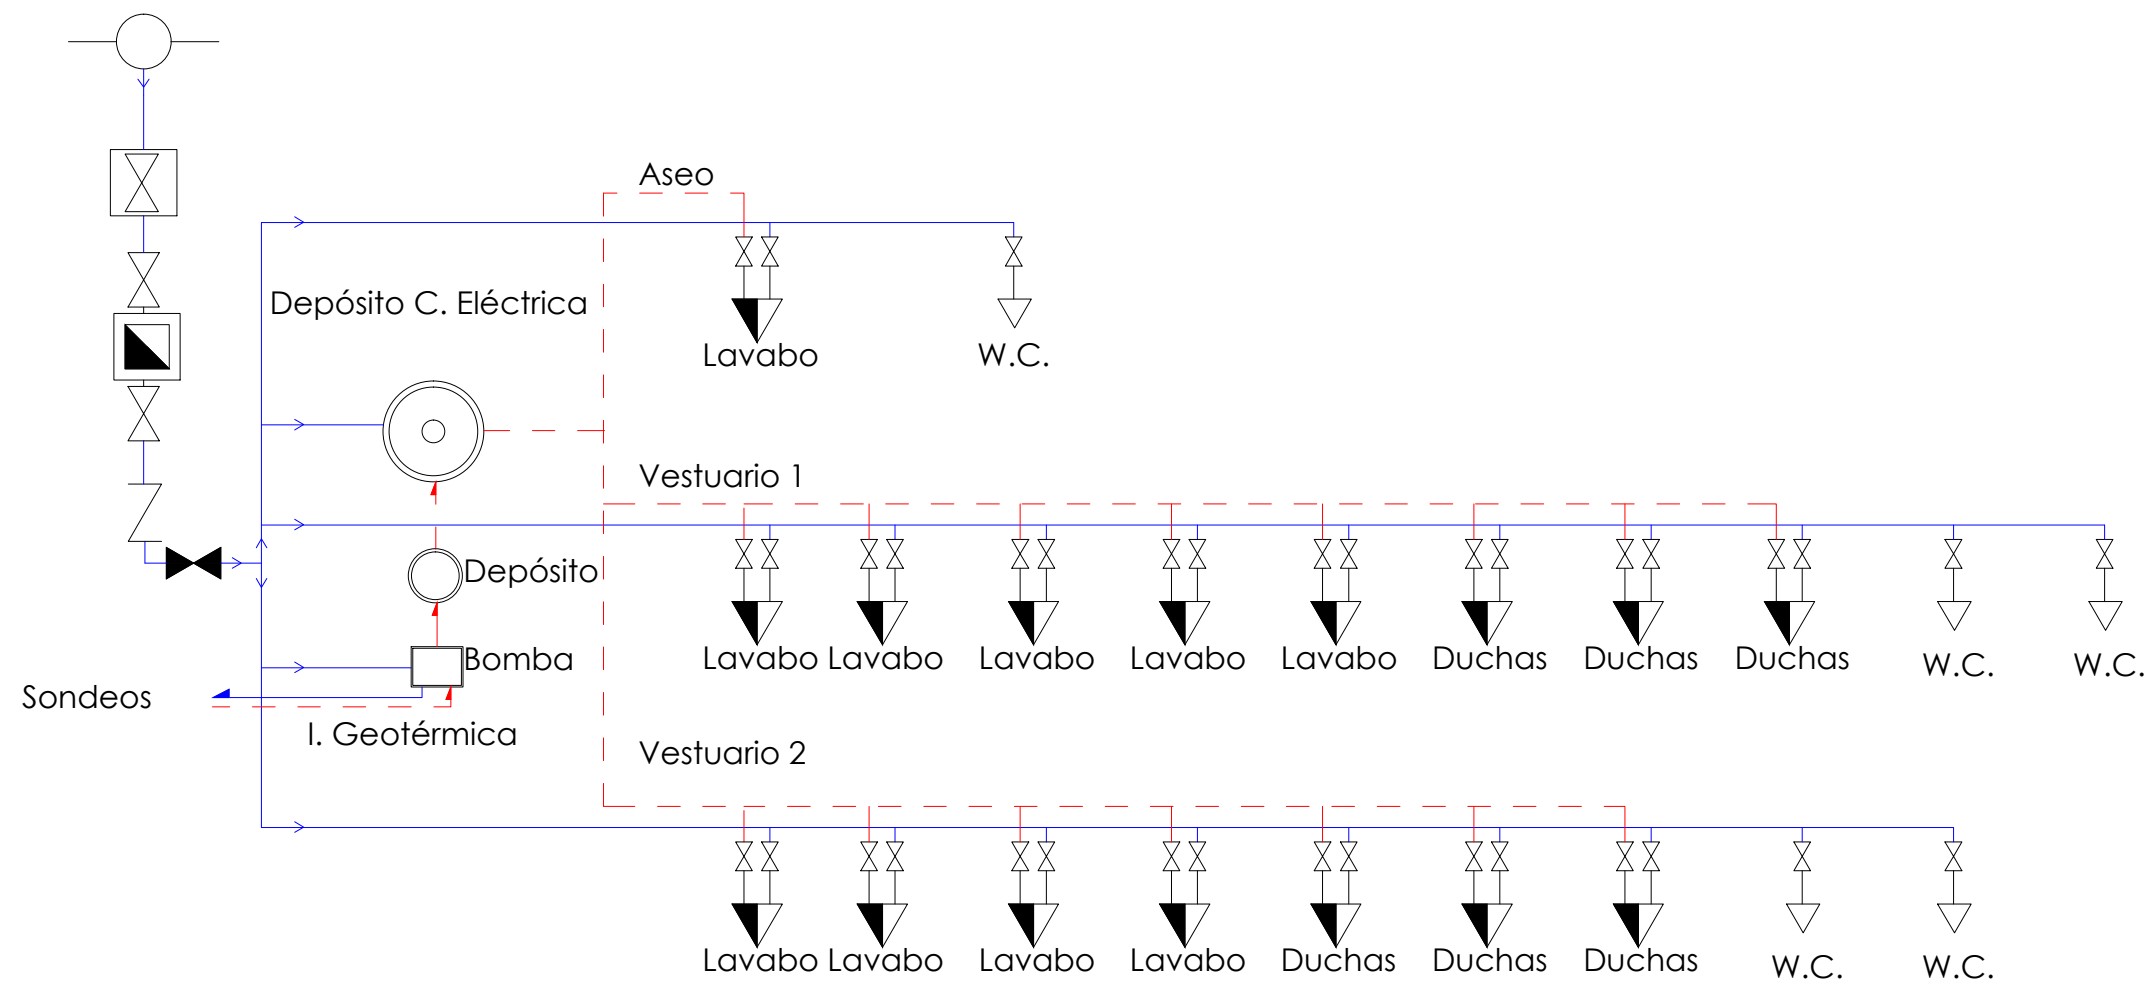 Aseo
Depósito C. Eléctrica
Lavabo W.C.
Vestuario 1
Depósito
Bomba
Lavabo Lavabo Lavabo Lavabo Lavabo Duchas Duchas Duchas W.C. W.C.
Sondeos
I. Geotérmica
Vestuario 2
Lavabo Lavabo Lavabo Lavabo Duchas Duchas Duchas W.C. W.C.